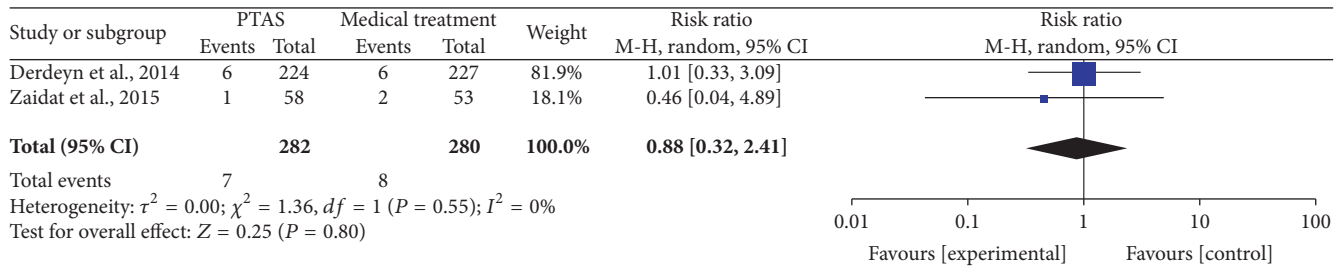 Study or subgroup PTAS Medical treatment Weight Risk ratio Risk ratio
Events Total Events Total M-H, random, 95% CI M-H, random, 95% CI
Derdeyn et al., 2014 6 224 6 227 81.9% 1.01 [0.33, 3.09]
Zaidat et al., 2015 1 58 2 53 18.1% 0.46 [0.04, 4.89]
Total (95% CI) 282 280 100.0% 0.88 [0.32, 2.41]
Total events 7 8
Heterogeneity: τ² = 0.00; χ² = 1.36, df = 1 (P = 0.55); I² = 0%
Test for overall effect: Z = 0.25 (P = 0.80)
0.01 0.1 1 10 100
Favours [experimental] Favours [control]